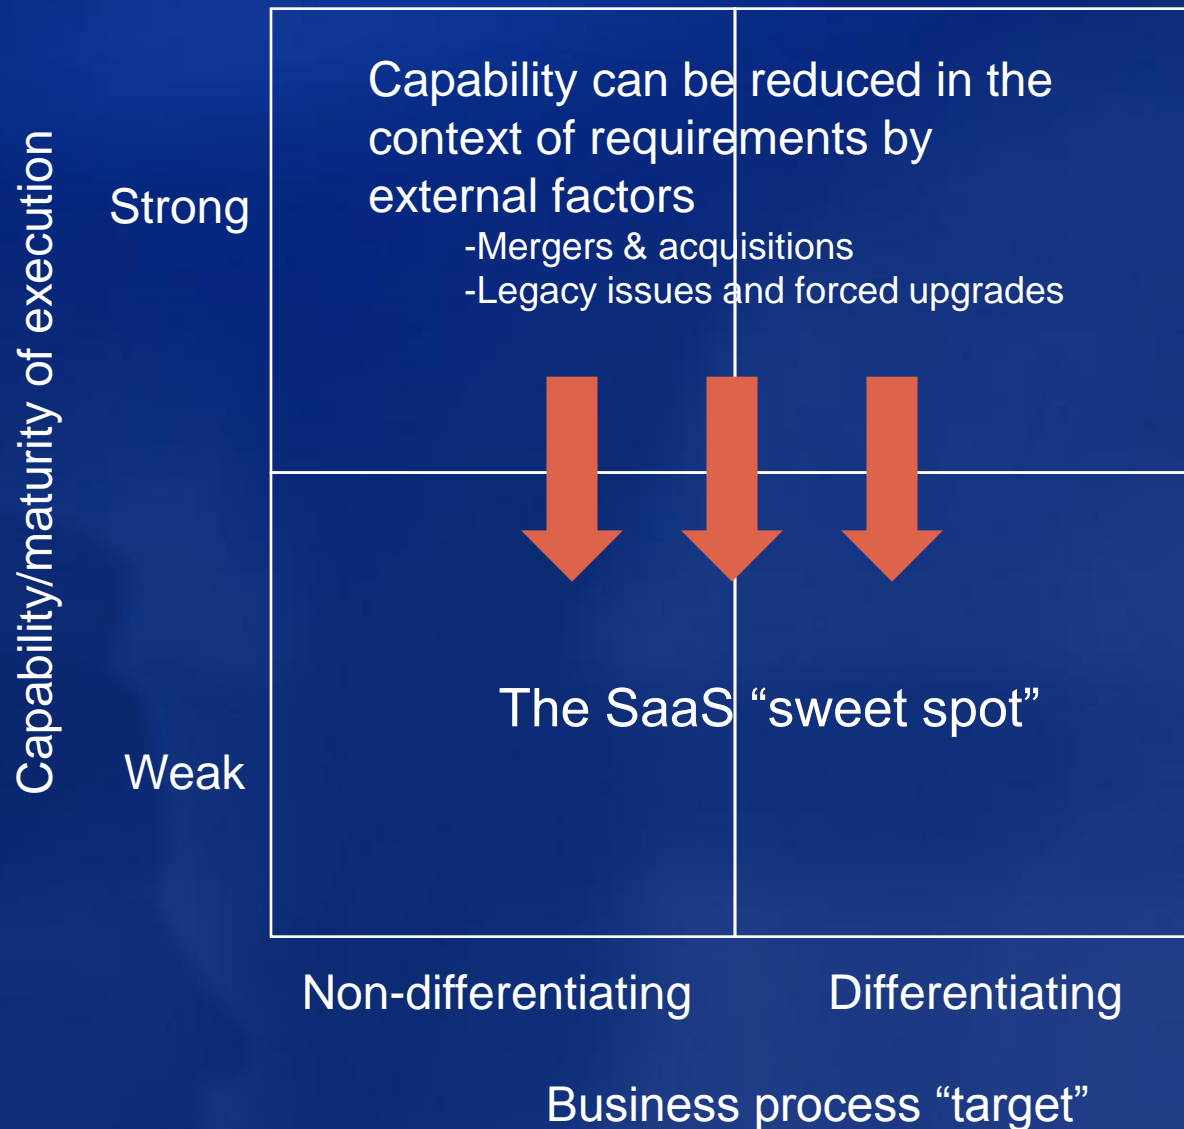 Capability can be reduced in the
context of requirements by
external factors
-Mergers & acquisitions
-Legacy issues and forced upgrades
Capability/maturity of execution
Strong
The SaaS “sweet spot”
Weak
Non-differentiating
Differentiating
Business process “target”